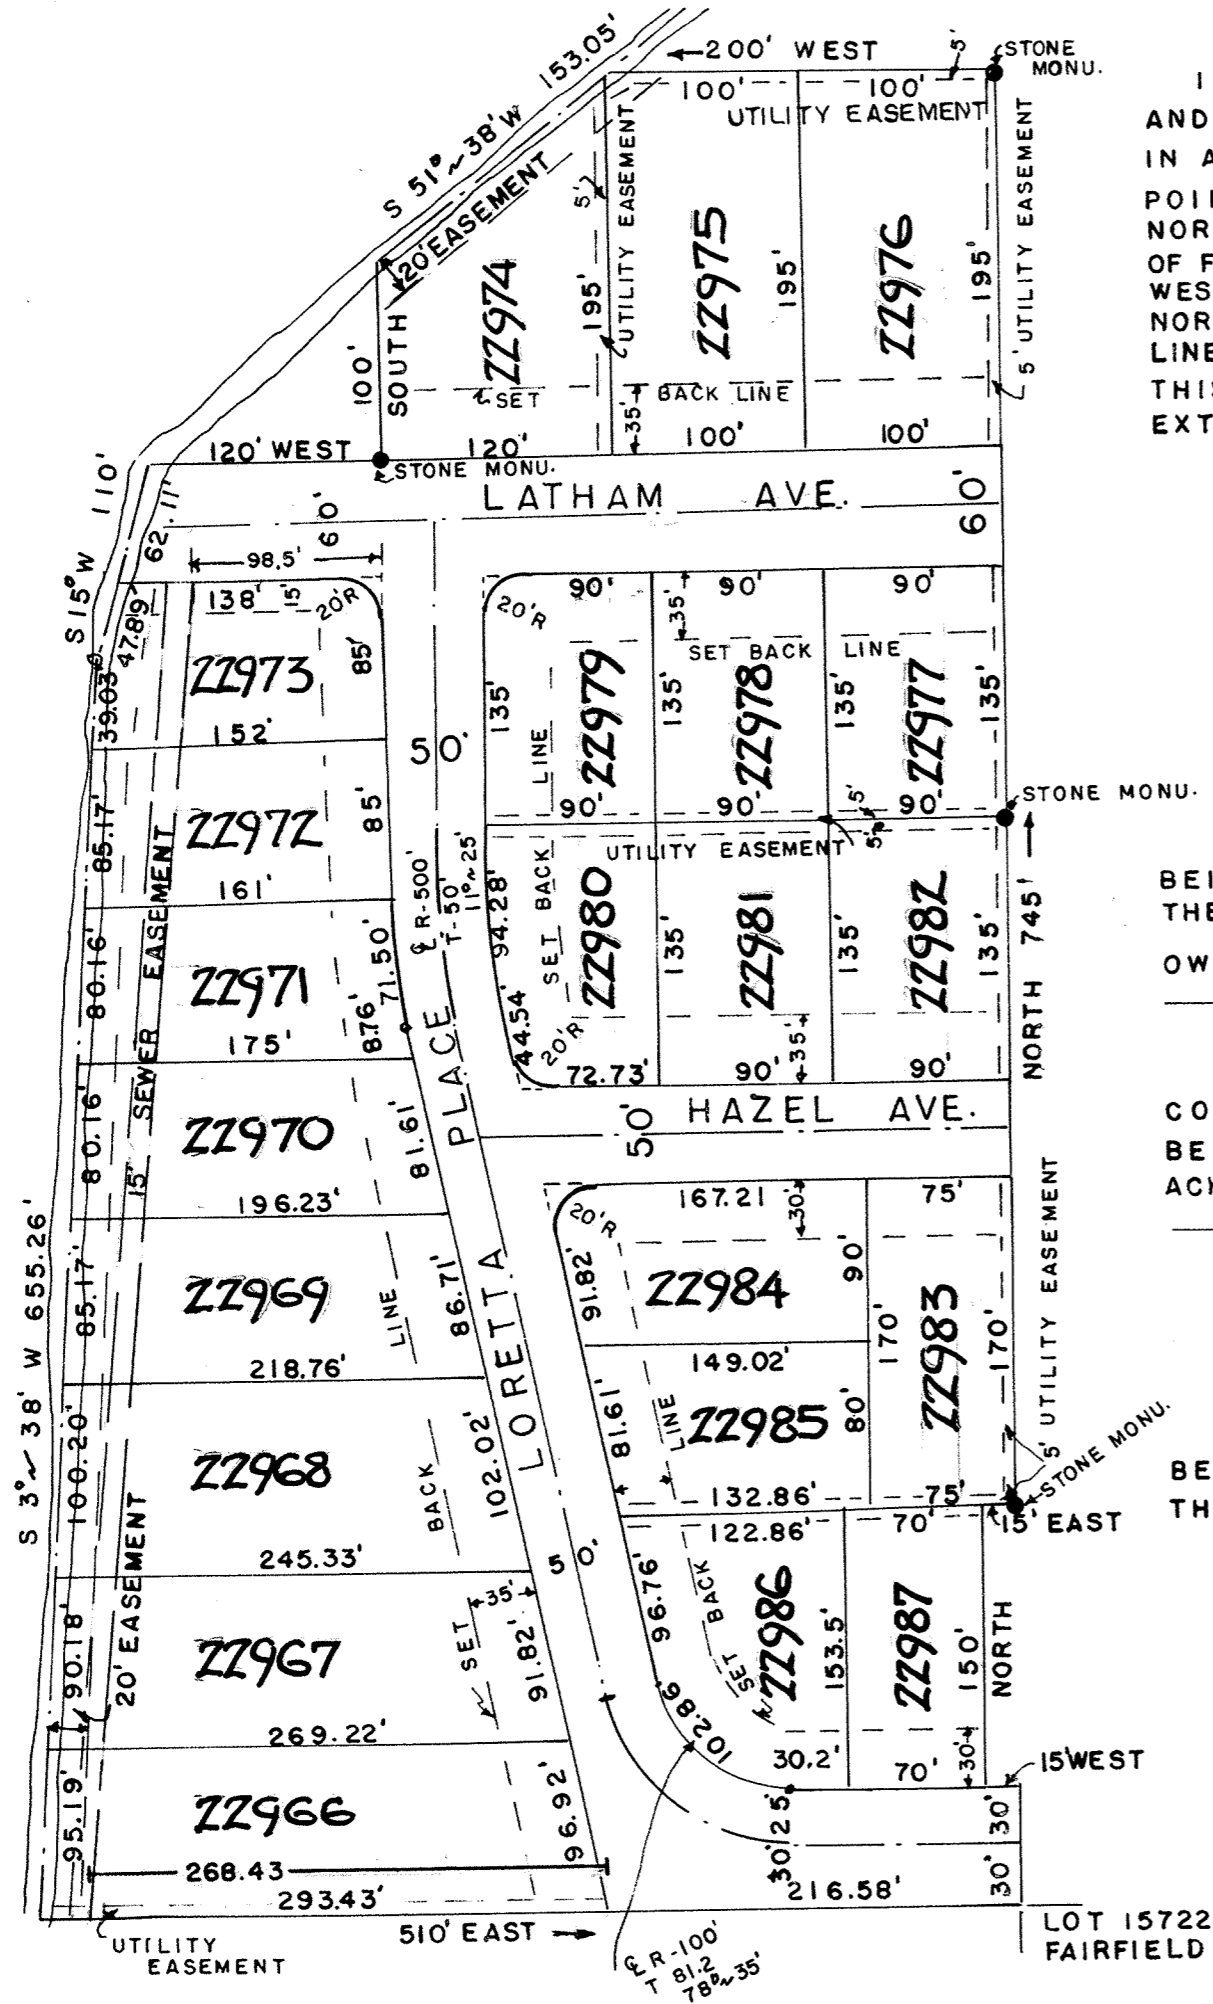 153.05'
←200' WEST
5'
STONE
MONU.
100'
100'
UTILITY EASEMENT
S 51°~38' W
20' EASEMENT
5'
UTILITY EASEMENT
5' UTILITY EASEMENT
22974
195'
22975
195'
22976
195'
100'
SOUTH
SET
BACK LINE
35'
120' WEST
120'
100'
100'
STONE MONU.
LATHAM AVE.
60'
110'
62.11'
60'
S 15° W
98.5'
47.89'
138'
15'
20'R
20'R
90'
90'
90'
35'
SET BACK LINE
39.03'
22973
85'
152'
50'
135'
22979
135'
22978
135'
22977
135'
LINE
90'
90'
90'
5'
5'
STONE MONU.
UTILITY EASEMENT
85.17'
22972
85'
161'
℄ R-500'
T-50'
11°~25'
94.28'
SET BACK
22980
135'
22981
135'
22982
135'
NORTH 745'
80.16'
15' SEWER EASEMENT
22971
71.50'
8.76'
175'
44.54'
20'R
72.73'
90'
35'
90'
HAZEL AVE.
50'
80.16'
22970
81.61'
196.23'
LORETTA PLACE
S 3°~38' W 655.26'
85.17'
22969
LINE
86.71'
218.76'
20'R
167.21
30'
75'
91.82'
22984
90'
149.02'
170'
22983
170'
5' UTILITY EASEMENT
81.61'
LINE
22985
80'
132.86'
75'
STONE MONU.
100.20'
22968
BACK
102.02'
245.33'
50'
122.86'
70'
15' EAST
20' EASEMENT
90.18'
22967
SET
35'
91.82'
269.22'
96.76'
SET BACK
22986
153.5'
22987
150'
NORTH
102.86'
30.2'
70'
30'
15' WEST
95.19'
22966
96.92'
268.43
293.43'
25'
30'
216.58'
30'
30'
UTILITY
EASEMENT
510' EAST →
℄ R-100'
T 81.2
78°~35'
LOT 15722
FAIRFIELD
I
AND
IN A
POI
NOR
OF F
WES
NOR
LINE
THIS
EXT
BEI
THE
OW
CO
BE
ACK
BE
TH